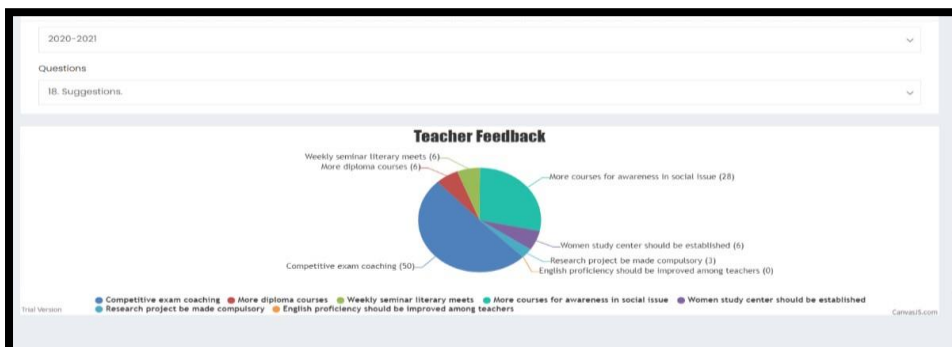 2020-2021
Questions
18. Suggestions.
Teacher Feedback
Weekly seminar literary meets (6)
More diploma courses (6)
More courses for awareness in social issue (28)
Women study center should be established (6)
Research project be made compulsory (3)
Competitive exam coaching (50)
English proficiency should be improved among teachers (0)
Competitive exam coaching More diploma courses Weekly seminar literary meets More courses for awareness in social issue Women study center should be established
Research project be made compulsory English proficiency should be improved among teachers
Trial Version
CanvasJS.com